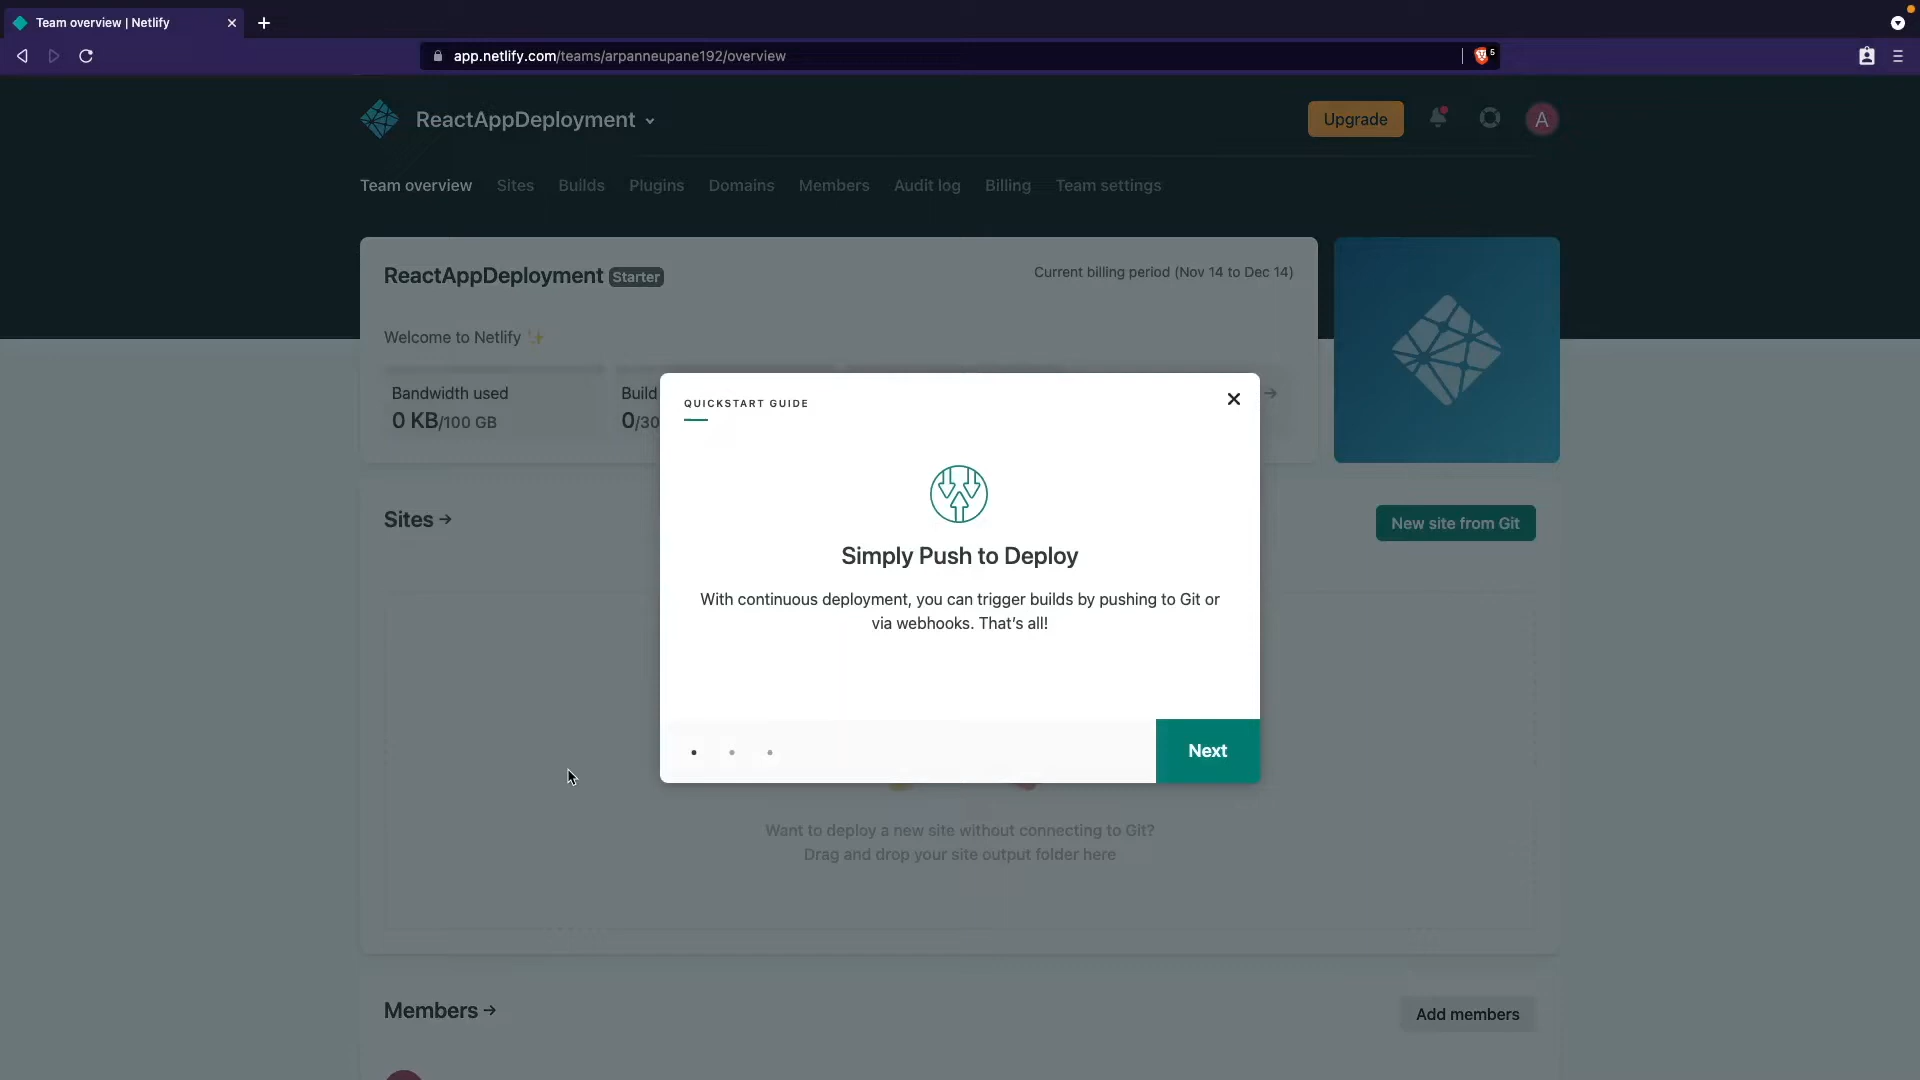 Team overview | Netlify
app.netlify.com/teams/arpanneupane192/overview
5
ReactAppDeployment
Upgrade
A
Team overview Sites Builds Plugins Domains Members Audit log Billing Team settings
ReactAppDeployment Starter
Current billing period (Nov 14 to Dec 14)
Welcome to Netlify ✨
Bandwidth used
0 KB/100 GB
Build
0/30
QUICKSTART GUIDE
Simply Push to Deploy
With continuous deployment, you can trigger builds by pushing to Git or
via webhooks. That's all!
Next
Sites →
New site from Git
Want to deploy a new site without connecting to Git?
Drag and drop your site output folder here
Members →
Add members